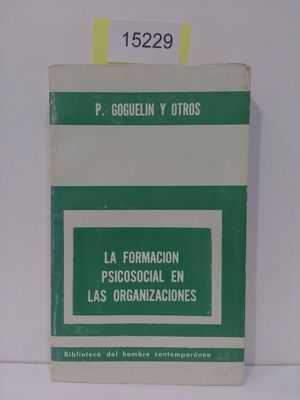 15229
P. GOGUELIN Y OTROS
LA FORMACION
PSICOSOCIAL EN
LAS ORGANIZACIONES
Biblioteca del hombre contemporáneo